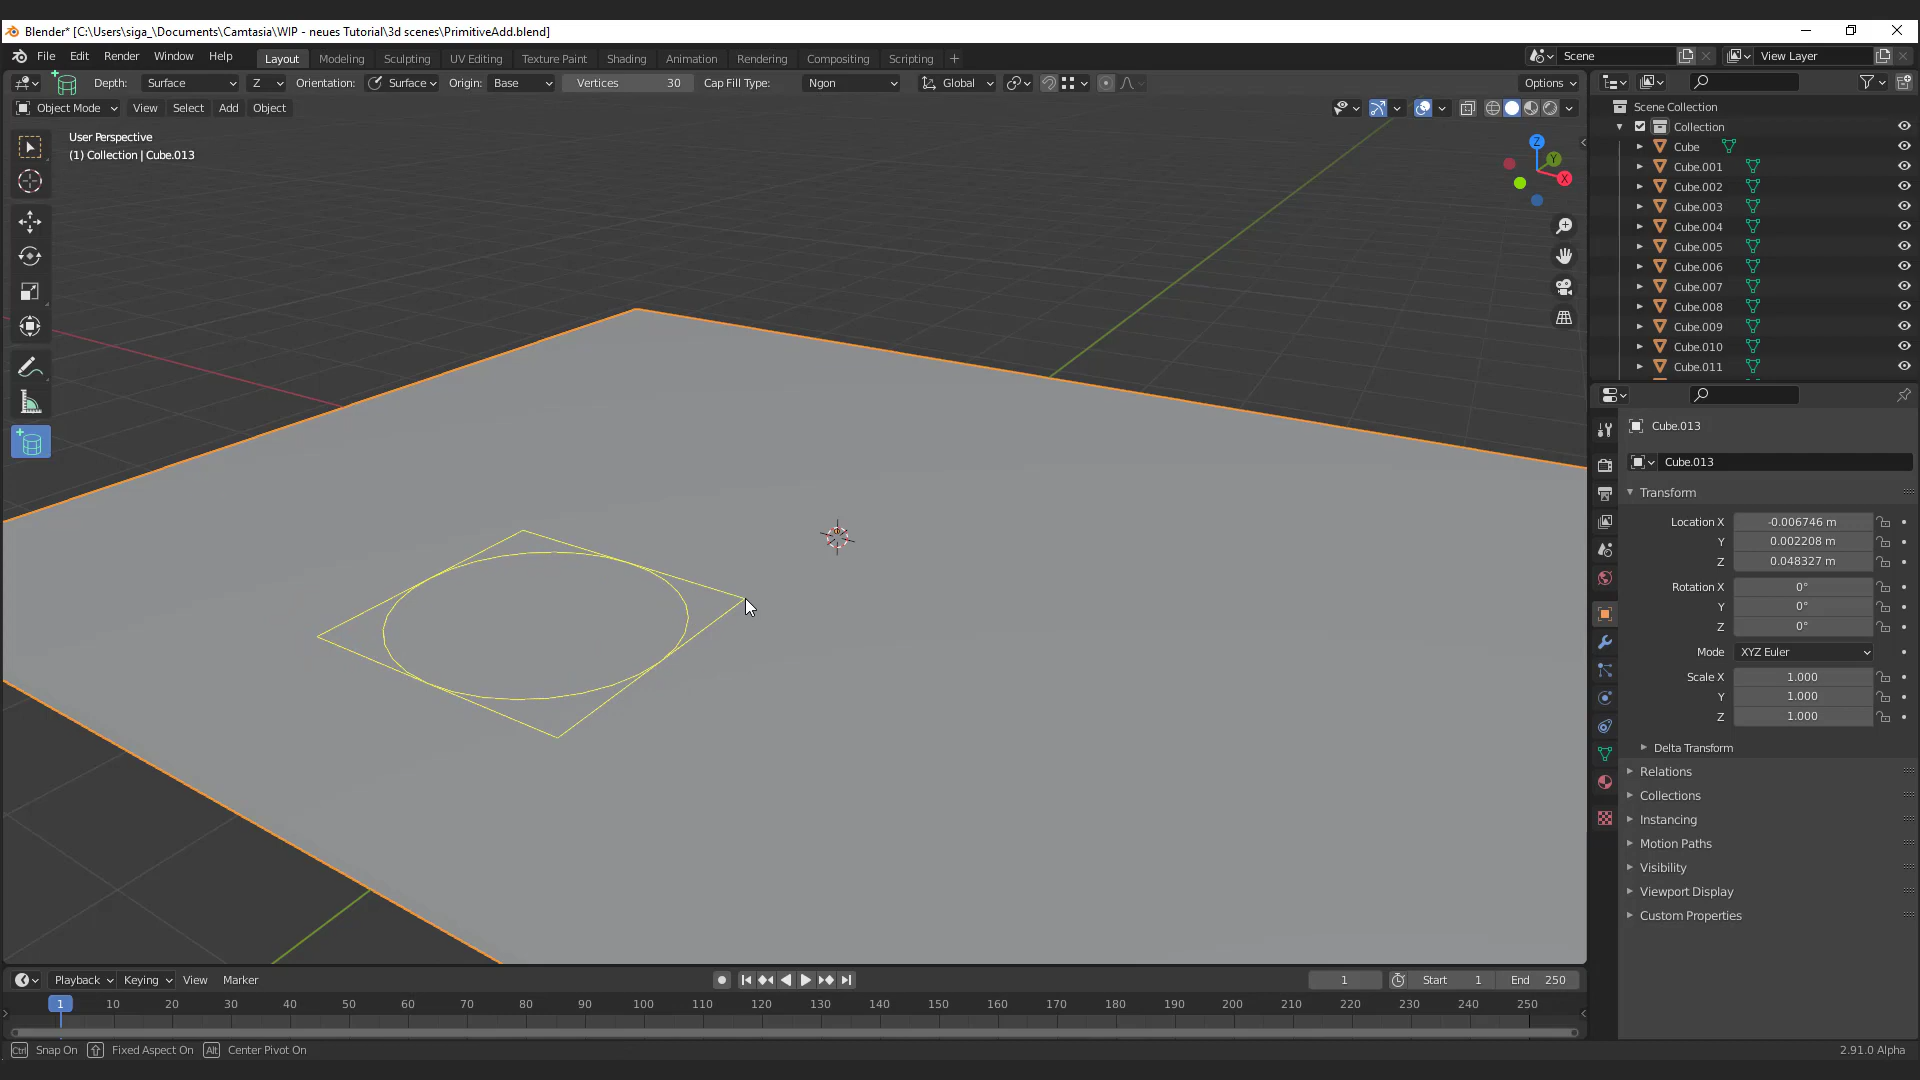 Blender* [C:\Users\siga_\Documents\Camtasia\WIP - neues Tutorial\3d scenes\PrimitiveAdd.blend]
File Edit Render Window Help Layout Modeling Sculpting UV Editing Texture Paint Shading Animation Rendering Compositing Scripting + Scene View Layer
Depth: Surface Z Orientation: Surface Origin: Base Vertices 30 Cap Fill Type: Ngon Global Options
Object Mode View Select Add Object
User Perspective
(1) Collection | Cube.013
Z
Y
X
Scene Collection
Collection
Cube
Cube.001
Cube.002
Cube.003
Cube.004
Cube.005
Cube.006
Cube.007
Cube.008
Cube.009
Cube.010
Cube.011
Cube.013
Cube.013
Transform
Location X -0.006746 m
Y 0.002208 m
Z 0.048327 m
Rotation X 0°
Y 0°
Z 0°
Mode XYZ Euler
Scale X 1.000
Y 1.000
Z 1.000
Delta Transform
Relations
Collections
Instancing
Motion Paths
Visibility
Viewport Display
Custom Properties
Playback Keying View Marker 1 Start 1 End 250
1 10 20 30 40 50 60 70 80 90 100 110 120 130 140 150 160 170 180 190 200 210 220 230 240 250
Ctrl Snap On Fixed Aspect On Alt Center Pivot On 2.91.0 Alpha